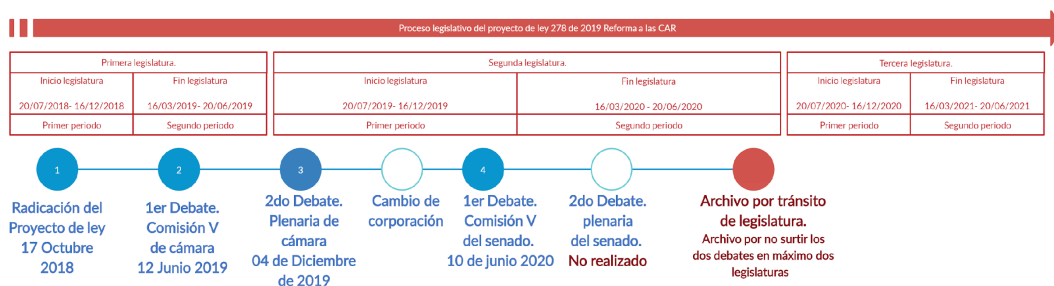 Proceso legislativo del proyecto de ley 278 de 2019 Reforma a las CAR
Primera legislatura.
Inicio legislatura
Fin legislatura
20/07/2018- 16/12/2018
16/03/2019- 20/06/2019
Primer periodo
Segundo periodo
Segunda legislatura.
Inicio legislatura
Fin legislatura
20/07/2019- 16/12/2019
16/03/2020 - 20/06/2020
Primer periodo
Segundo periodo
Tercera legislatura.
Inicio legislatura
Fin legislatura
20/07/2020- 16/12/2020
16/03/2021- 20/06/2021
Primer periodo
Segundo periodo
1
Radicación del
Proyecto de ley
17 Octubre
2018
2
1er Debate.
Comisión V
de cámara
12 Junio 2019
3
2do Debate.
Plenaria de
cámara
04 de Diciembre
de 2019
Cambio de
corporación
4
1er Debate.
Comisión V
del senado.
10 de junio 2020
2do Debate.
plenaria
del senado.
No realizado
Archivo por tránsito
de legislatura.
Archivo por no surtir los
dos debates en máximo dos
legislaturas